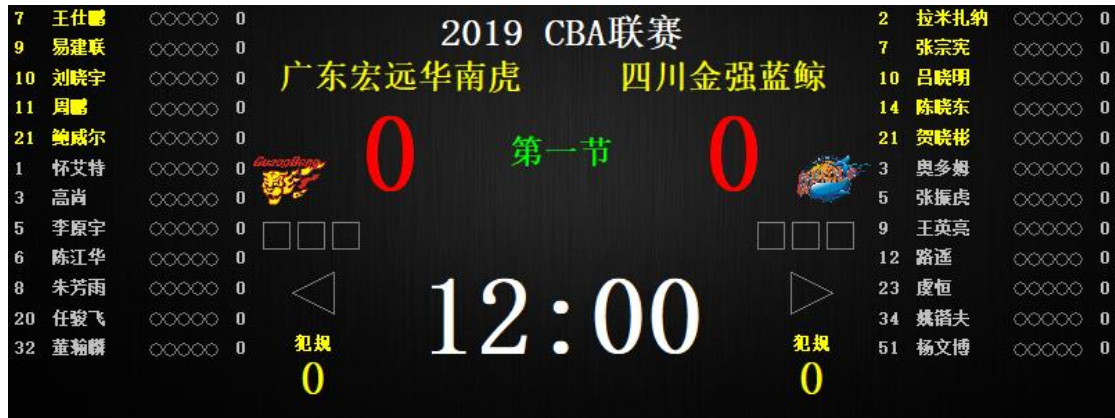 2019 CBA联赛
广东宏远华南虎
四川金强蓝鲸
0
第一节
0
12:00
犯规
0
犯规
0
7 王仕鹏 ○○○○○ 0
9 易建联 ○○○○○ 0
10 刘晓宇 ○○○○○ 0
11 周鹏 ○○○○○ 0
21 鲍威尔 ○○○○○ 0
1 怀艾特 ○○○○○ 0
3 高尚 ○○○○○ 0
5 李原宇 ○○○○○ 0
6 陈江华 ○○○○○ 0
8 朱芳雨 ○○○○○ 0
20 任骏飞 ○○○○○ 0
32 董瀚麟 ○○○○○ 0
GuangDong
2 拉米扎纳 ○○○○○ 0
7 张宗宪 ○○○○○ 0
10 吕晓明 ○○○○○ 0
14 陈晓东 ○○○○○ 0
21 贺晓彬 ○○○○○ 0
3 奥多姆 ○○○○○ 0
5 张振虎 ○○○○○ 0
9 王英亮 ○○○○○ 0
12 路遥 ○○○○○ 0
23 虔恒 ○○○○○ 0
34 姚锴夫 ○○○○○ 0
51 杨文博 ○○○○○ 0